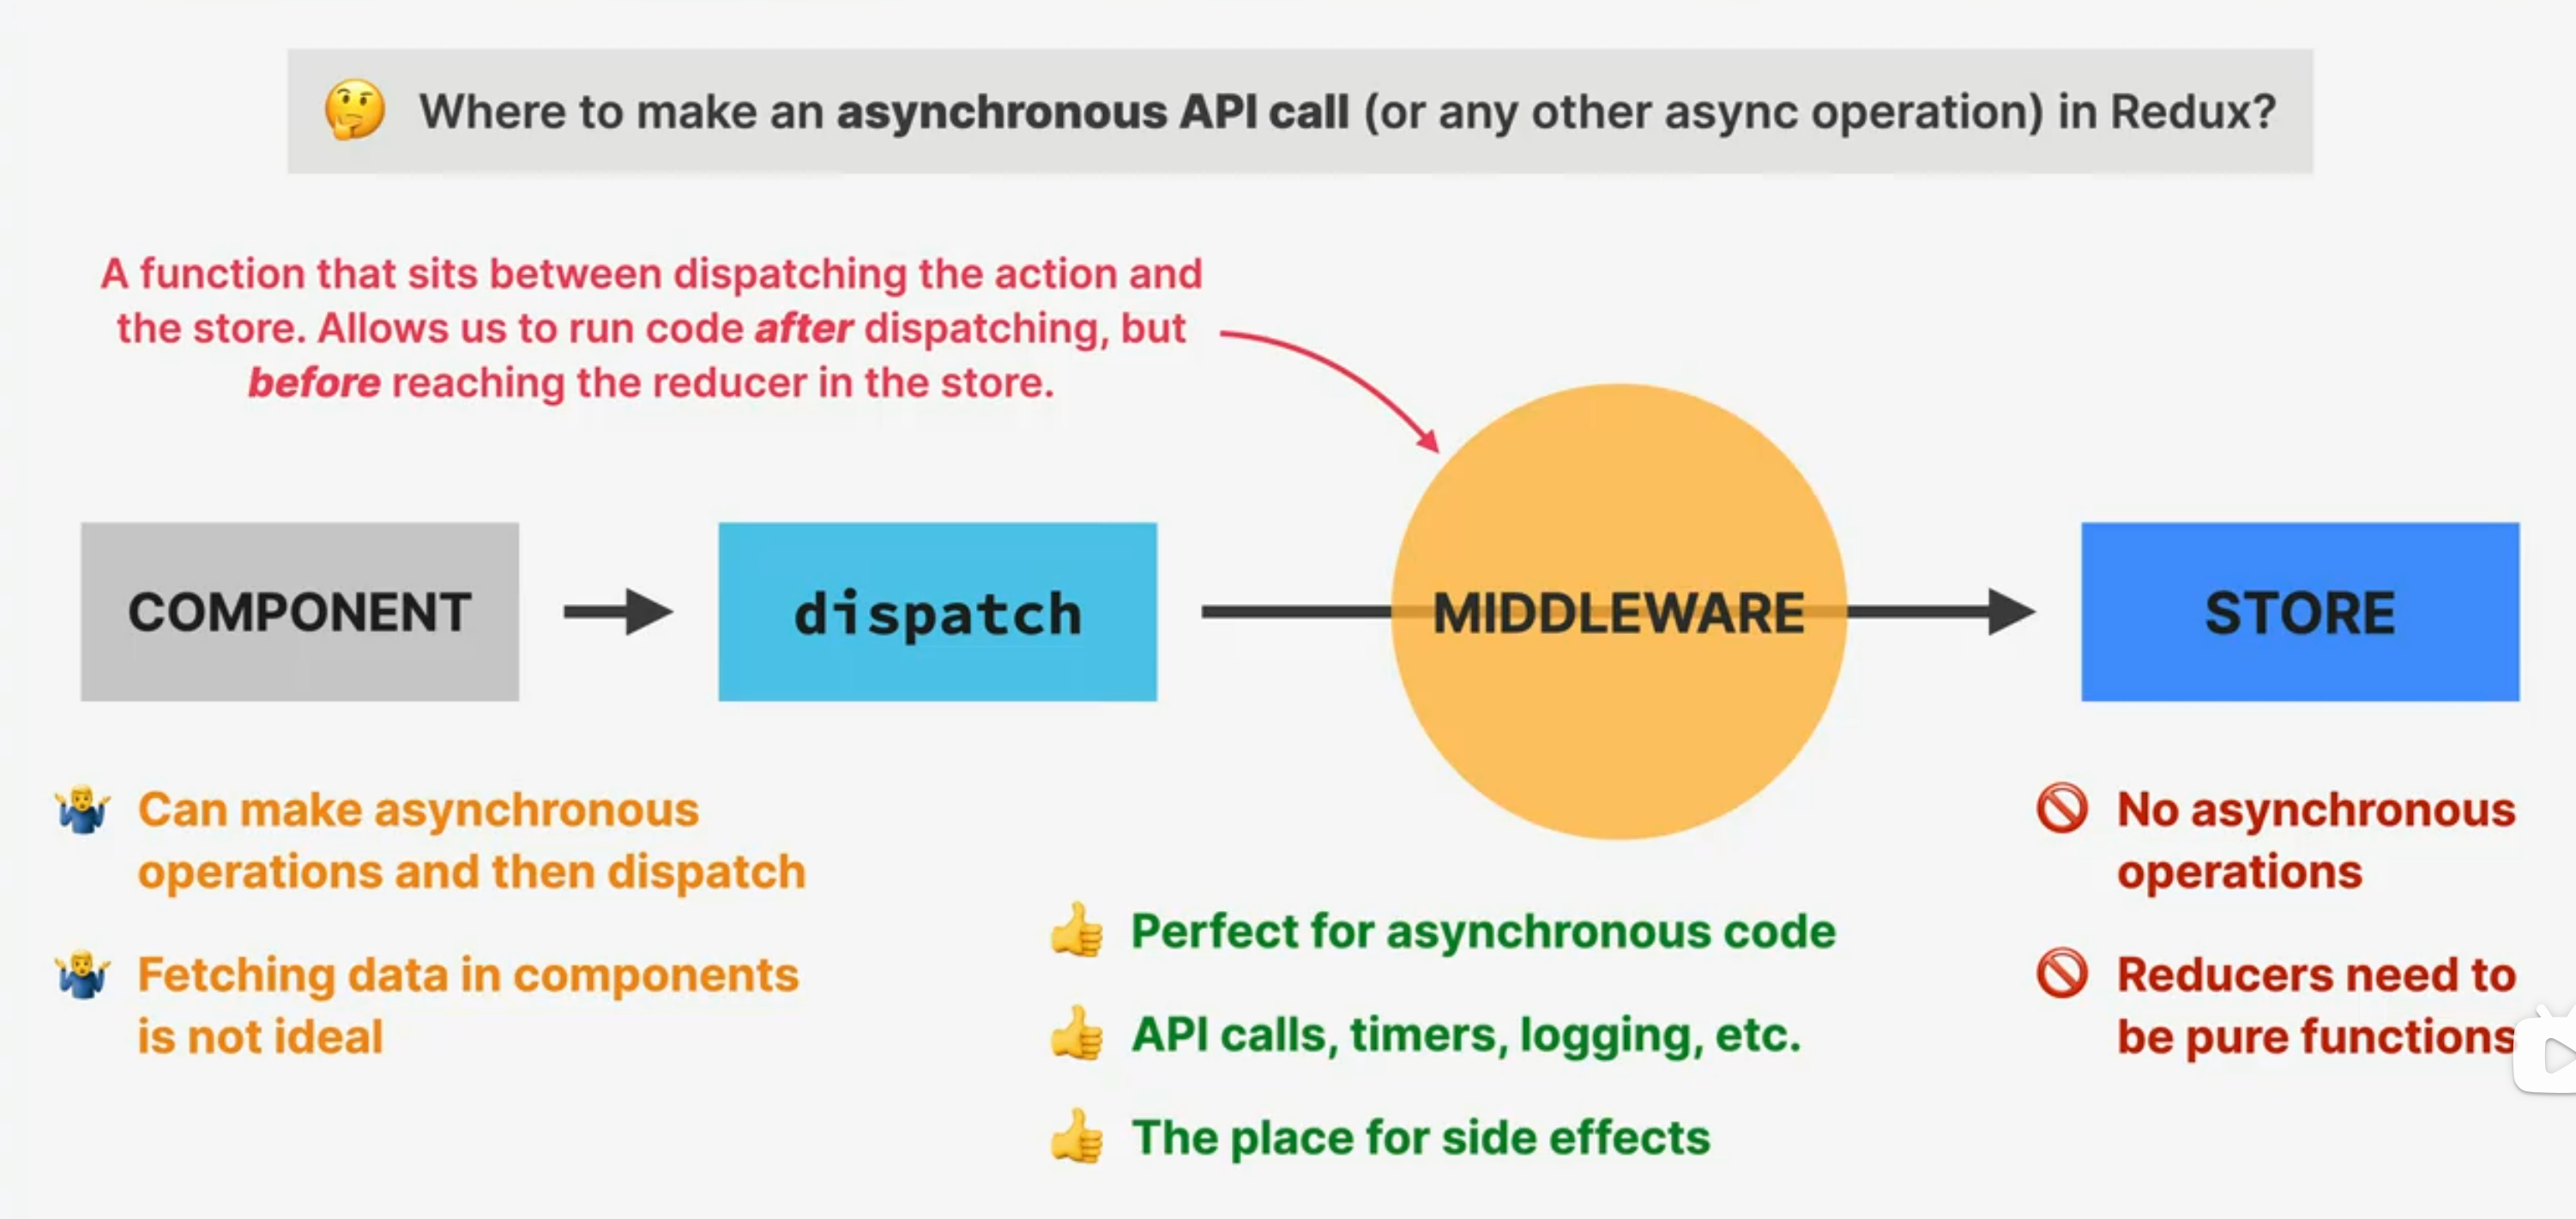 🤔 Where to make an asynchronous API call (or any other async operation) in Redux?
A function that sits between dispatching the action and
the store. Allows us to run code after dispatching, but
before reaching the reducer in the store.
COMPONENT
dispatch
MIDDLEWARE
STORE
🤷‍♂️ Can make asynchronous
operations and then dispatch
🤷‍♂️ Fetching data in components
is not ideal
👍 Perfect for asynchronous code
👍 API calls, timers, logging, etc.
👍 The place for side effects
🚫 No asynchronous
operations
🚫 Reducers need to
be pure functions